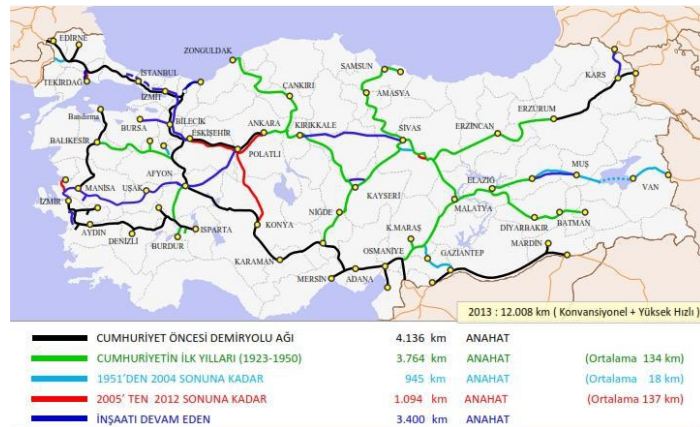 EDİRNE
TEKİRDAĞ
İSTANBUL
İZMİT
ZONGULDAK
SAMSUN
AMASYA
ÇANKIRI
KARS
ERZURUM
ERZİNCAN
SİVAS
Bandırma
BURSA
BİLECİK
ESKİŞEHİR
ANKARA
KIRIKKALE
BALIKESİR
POLATLI
AFYON
MANİSA
UŞAK
İZMİR
AYDIN
DENİZLİ
BURDUR
ISPARTA
KONYA
KARAMAN
NİĞDE
KAYSERİ
MERSİN
ADANA
OSMANİYE
K.MARAŞ
GAZİANTEP
MALATYA
ELAZIĞ
DİYARBAKIR
BATMAN
MARDİN
MUŞ
VAN
2013 : 12.008 km ( Konvansiyonel + Yüksek Hızlı )
CUMHURİYET ÖNCESİ DEMİRYOLU AĞI 4.136 km ANAHAT
CUMHURİYETİN İLK YILLARI (1923-1950) 3.764 km ANAHAT (Ortalama 134 km)
1951'DEN 2004 SONUNA KADAR 945 km ANAHAT (Ortalama 18 km)
2005' TEN 2012 SONUNA KADAR 1.094 km ANAHAT (Ortalama 137 km)
İNŞAATI DEVAM EDEN 3.400 km ANAHAT